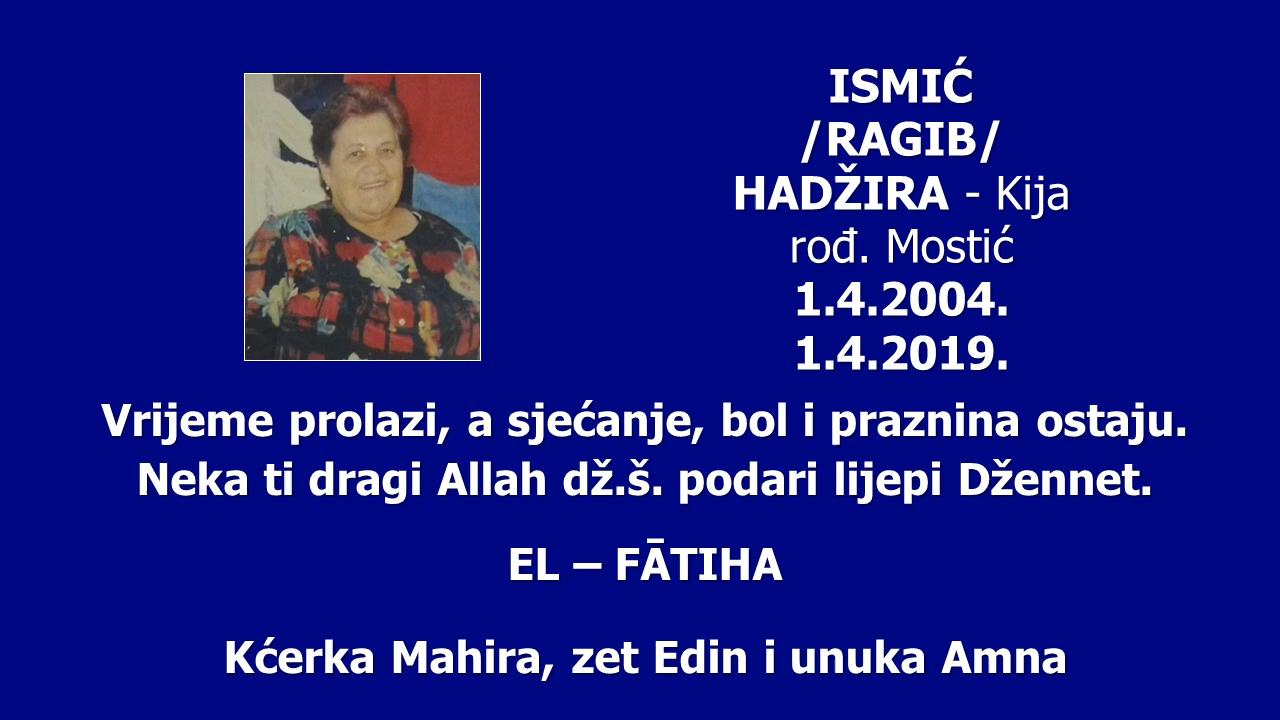 ISMIĆ
/RAGIB/
HADŽIRA - Kija
rođ. Mostić
1.4.2004.
1.4.2019.
Vrijeme prolazi, a sjećanje, bol i praznina ostaju.
Neka ti dragi Allah dž.š. podari lijepi Džennet.
EL – FĀTIHA
Kćerka Mahira, zet Edin i unuka Amna